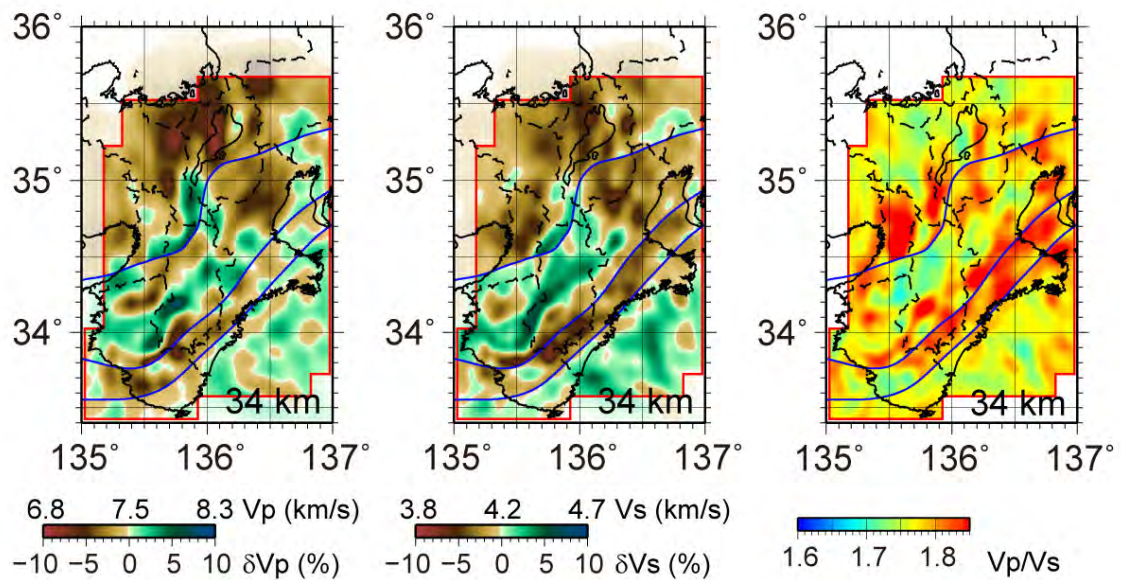 36°
35°
34°
34 km
135° 136° 137°
6.8 7.5 8.3 Vp (km/s)
−10 −5 0 5 10 δVp (%)
36°
35°
34°
34 km
135° 136° 137°
3.8 4.2 4.7 Vs (km/s)
−10 −5 0 5 10 δVs (%)
36°
35°
34°
34 km
135° 136° 137°
1.6 1.7 1.8 Vp/Vs